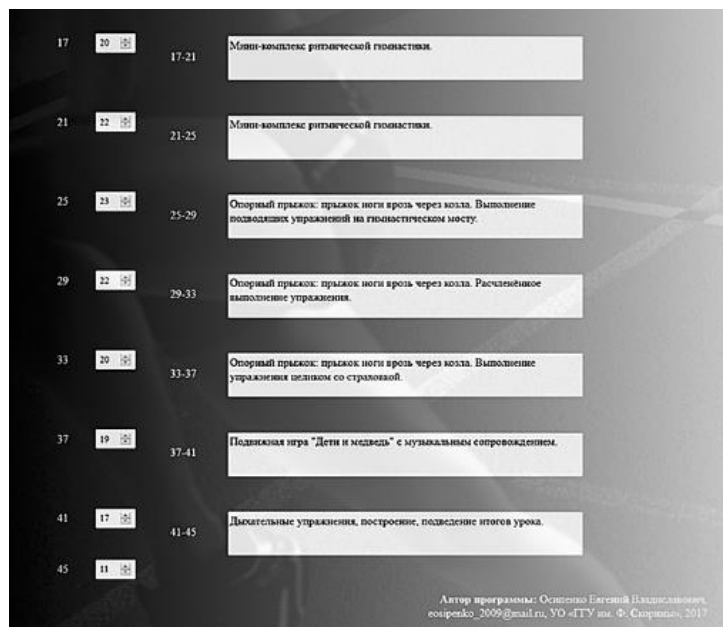 17 20
17-21 Мини-комплекс ритмической гимнастики.
21 22
21-25 Мини-комплекс ритмической гимнастики.
25 23
25-29 Опорный прыжок: прыжок ноги врозь через козла. Выполнение
подводящих упражнений на гимнастическом мосту.
29 22
29-33 Опорный прыжок: прыжок ноги врозь через козла. Расчленённое
выполнение упражнения.
33 20
33-37 Опорный прыжок: прыжок ноги врозь через козла. Выполнение
упражнения целиком со страховкой.
37 19
37-41 Подвижная игра "Дети и медведь" с музыкальным сопровождением.
41 17
41-45 Дыхательные упражнения, построение, подведение итогов урока.
45 11
Автор программы: Осипенко Евгений Владиславович,
eosipenko_2009@mail.ru, УО «ГГУ им. Ф. Скорины», 2017